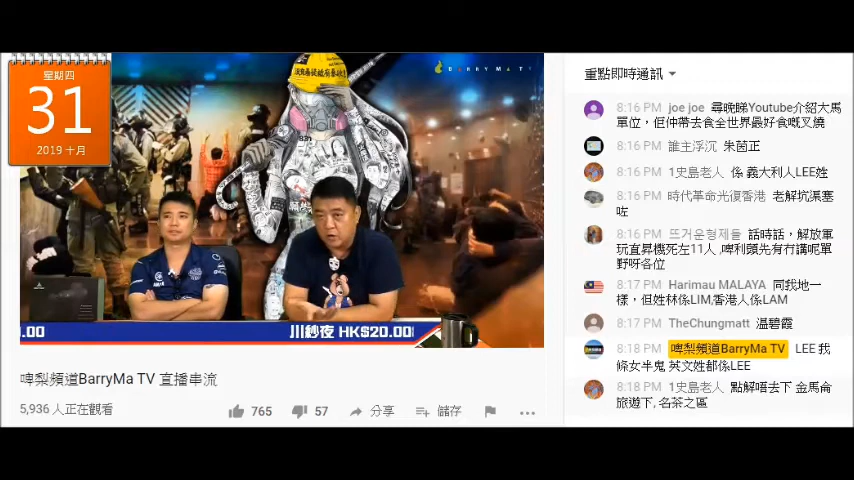 星期四
31
2019 十月
BARRYMA TV
.00
川紗夜 HK$20.00
啤梨頻道BarryMa TV 直播串流
5,936 人正在觀看
765
57
分享
儲存
重點即時通訊
8:16 PM joe joe 尋晚睇Youtube介紹大馬
單位,佢仲帶去食全世界最好食嘅叉燒
8:16 PM 誰主浮沉 朱茵正
8:16 PM 1史島老人 係 義大利人LEE姓
8:16 PM 時代革命光復香港 老解坑渠塞
咗
8:16 PM 뜨거운형제들 話時話,解放軍
玩直昇機死左11人 ,啤利頭先有冇講呢單
野呀各位
8:17 PM Harimau MALAYA 同我地一
樣,但姓林係LIM,香港人係LAM
8:17 PM TheChungmatt 温碧霞
8:18 PM 啤梨頻道BarryMa TV LEE 我
條女半鬼 英文姓都係LEE
8:18 PM 1史島老人 點解唔去下 金馬倫
旅遊下, 名茶之區